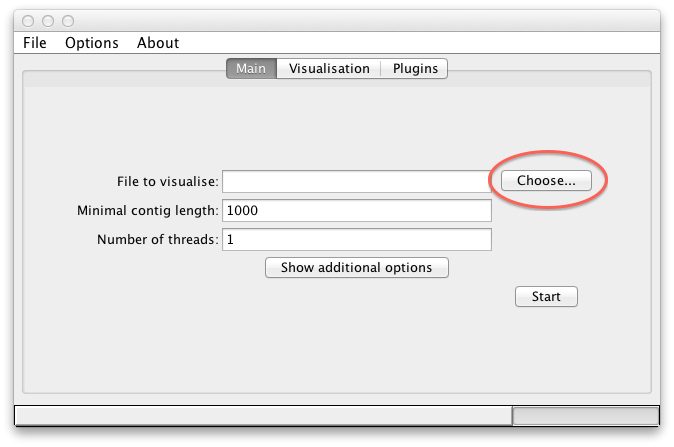 File Options About
Main Visualisation Plugins
File to visualise: Choose...
Minimal contig length: 1000
Number of threads: 1
Show additional options
Start